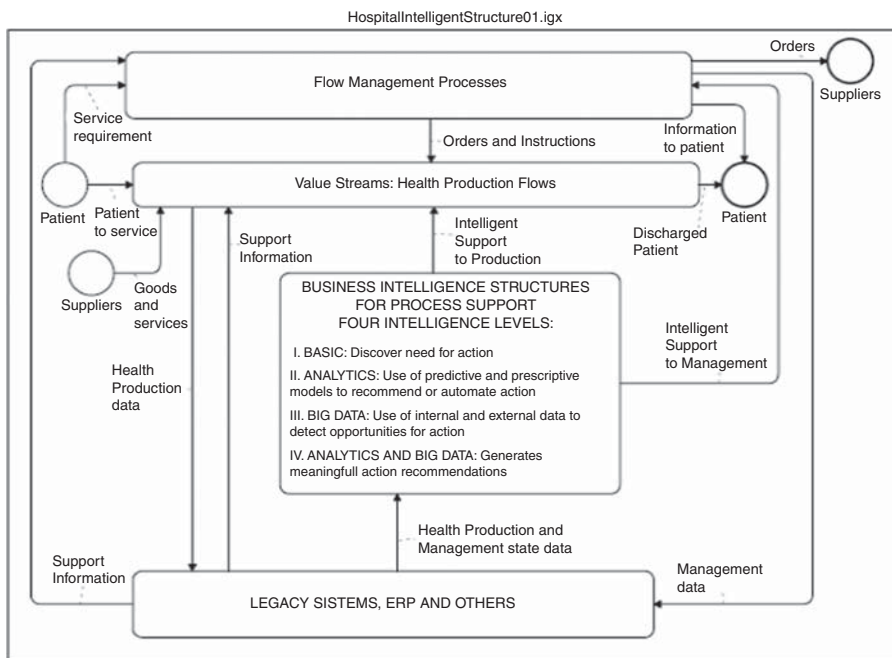 HospitalIntelligentStructure01.igx
Orders
Suppliers
Flow Management Processes
Service
requirement
Orders and Instructions
Information
to patient
Value Streams: Health Production Flows
Patient
Patient
to service
Patient
Discharged
Patient
Support
Information
Intelligent
Support
to Production
Suppliers
Goods
and
services
BUSINESS INTELLIGENCE STRUCTURES
FOR PROCESS SUPPORT
FOUR INTELLIGENCE LEVELS:
I. BASIC: Discover need for action
II. ANALYTICS: Use of predictive and prescriptive
models to recommend or automate action
III. BIG DATA: Use of internal and external data to
detect opportunities for action
IV. ANALYTICS AND BIG DATA: Generates
meaningfull action recommendations
Intelligent
Support
to Management
Health
Production
data
Health Production and
Management state data
Support
Information
Management
data
LEGACY SISTEMS, ERP AND OTHERS